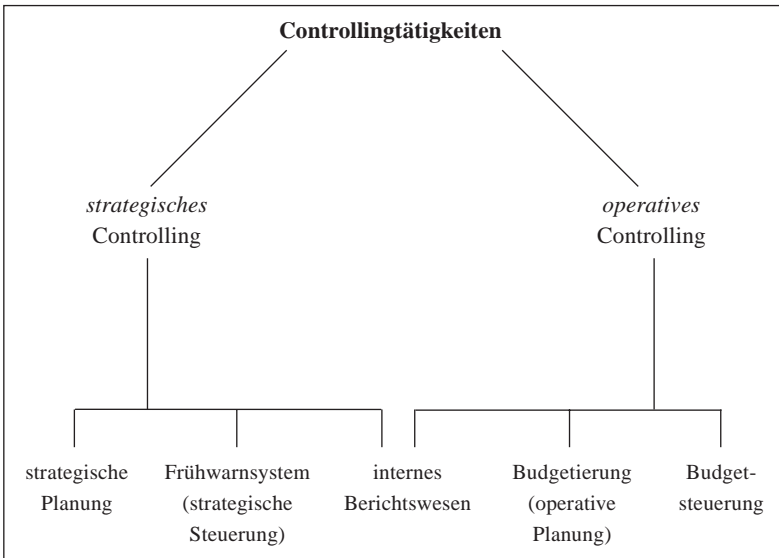 Controllingtätigkeiten
strategisches
Controlling
operatives
Controlling
strategische
Planung
Frühwarnsystem
(strategische
Steuerung)
internes
Berichtswesen
Budgetierung
(operative
Planung)
Budget-
steuerung